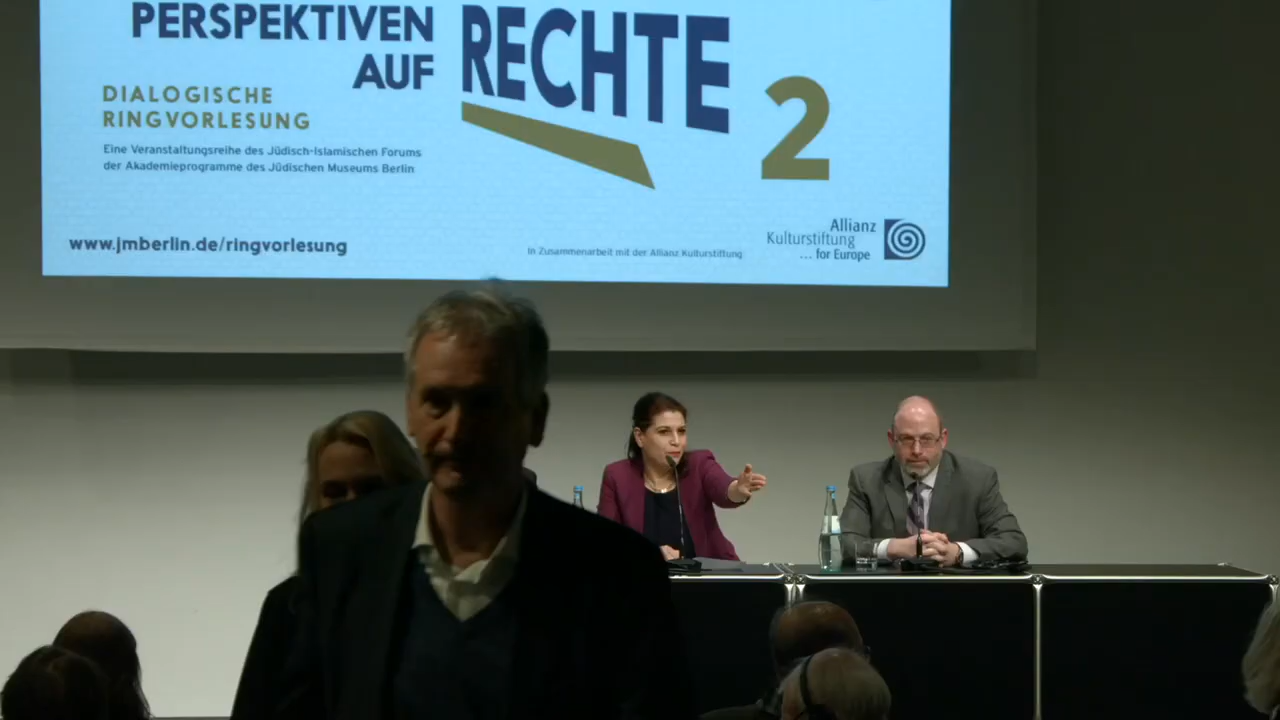 PERSPEKTIVEN
AUF
RECHTE
2
DIALOGISCHE
RINGVORLESUNG
Eine Veranstaltungsreihe des Jüdisch-Islamischen Forums
der Akademieprogramme des Jüdischen Museums Berlin
www.jmberlin.de/ringvorlesung
In Zusammenarbeit mit der Allianz Kulturstiftung
Allianz
Kulturstiftung
... for Europe